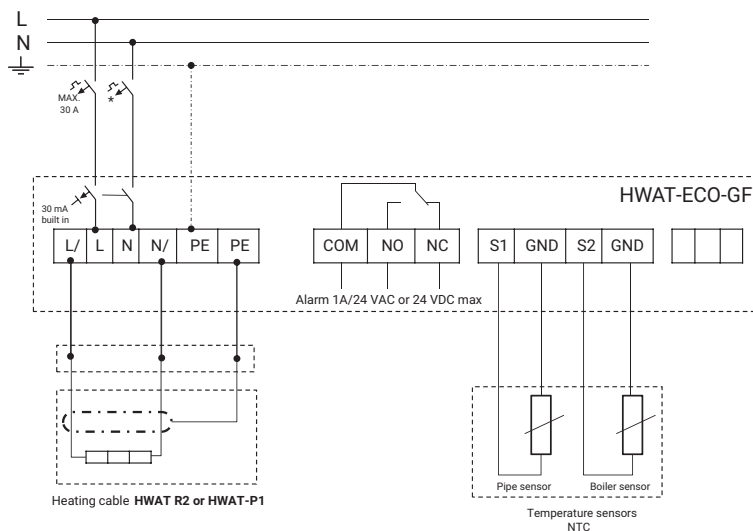 L
N
MAX.
30 A
*
30 mA
built in
HWAT-ECO-GF
L/ L N N/ PE PE
COM NO NC
S1 GND S2 GND
Alarm 1A/24 VAC or 24 VDC max
Pipe sensor
Boiler sensor
Heating cable HWAT R2 or HWAT-P1
Temperature sensors
NTC